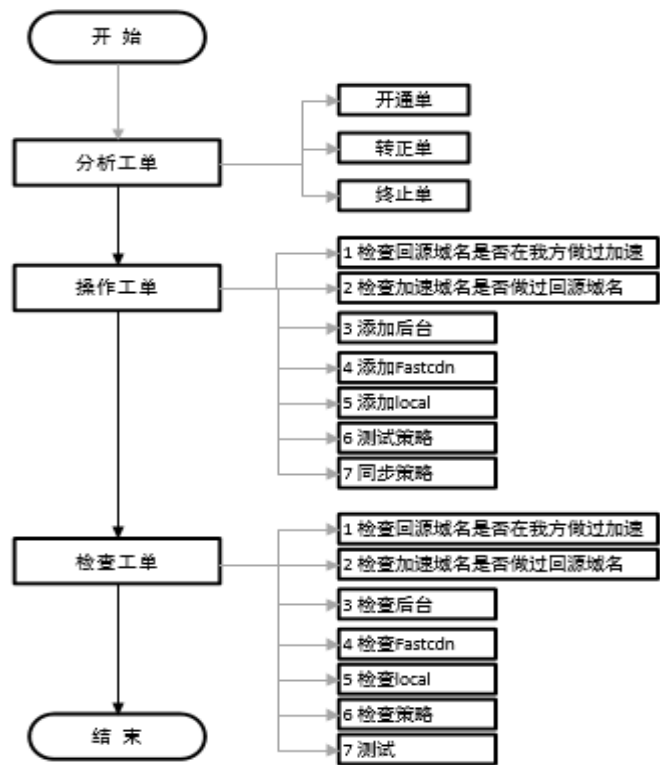 开 始
分析工单
开通单
转正单
终止单
操作工单
1 检查回源域名是否在我方做过加速
2 检查加速域名是否做过回源域名
3 添加后台
4 添加Fastcdn
5 添加local
6 测试策略
7 同步策略
检查工单
1 检查回源域名是否在我方做过加速
2 检查加速域名是否做过回源域名
3 检查后台
4 检查Fastcdn
5 检查local
6 检查策略
7 测试
结 束